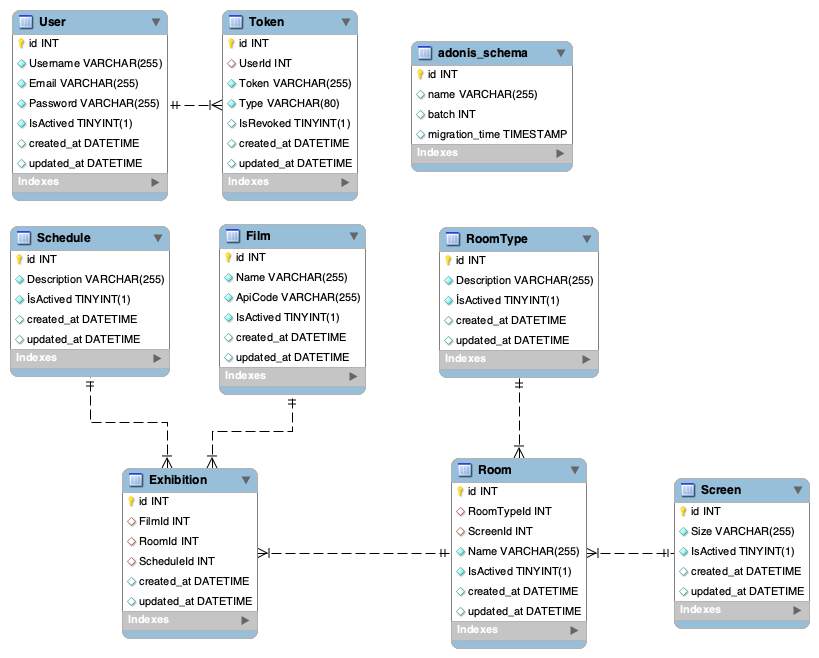 User
id INT
Username VARCHAR(255)
Email VARCHAR(255)
Password VARCHAR(255)
IsActived TINYINT(1)
created_at DATETIME
updated_at DATETIME
Indexes
Token
id INT
UserId INT
Token VARCHAR(255)
Type VARCHAR(80)
IsRevoked TINYINT(1)
created_at DATETIME
updated_at DATETIME
Indexes
adonis_schema
id INT
name VARCHAR(255)
batch INT
migration_time TIMESTAMP
Indexes
Schedule
id INT
Description VARCHAR(255)
İsActived TINYINT(1)
created_at DATETIME
updated_at DATETIME
Indexes
Film
id INT
Name VARCHAR(255)
ApiCode VARCHAR(255)
IsActived TINYINT(1)
created_at DATETIME
updated_at DATETIME
Indexes
RoomType
id INT
Description VARCHAR(255)
İsActived TINYINT(1)
created_at DATETIME
updated_at DATETIME
Indexes
Exhibition
id INT
FilmId INT
RoomId INT
ScheduleId INT
created_at DATETIME
updated_at DATETIME
Indexes
Room
id INT
RoomTypeId INT
ScreenId INT
Name VARCHAR(255)
IsActived TINYINT(1)
created_at DATETIME
updated_at DATETIME
Indexes
Screen
id INT
Size VARCHAR(255)
IsActived TINYINT(1)
created_at DATETIME
updated_at DATETIME
Indexes